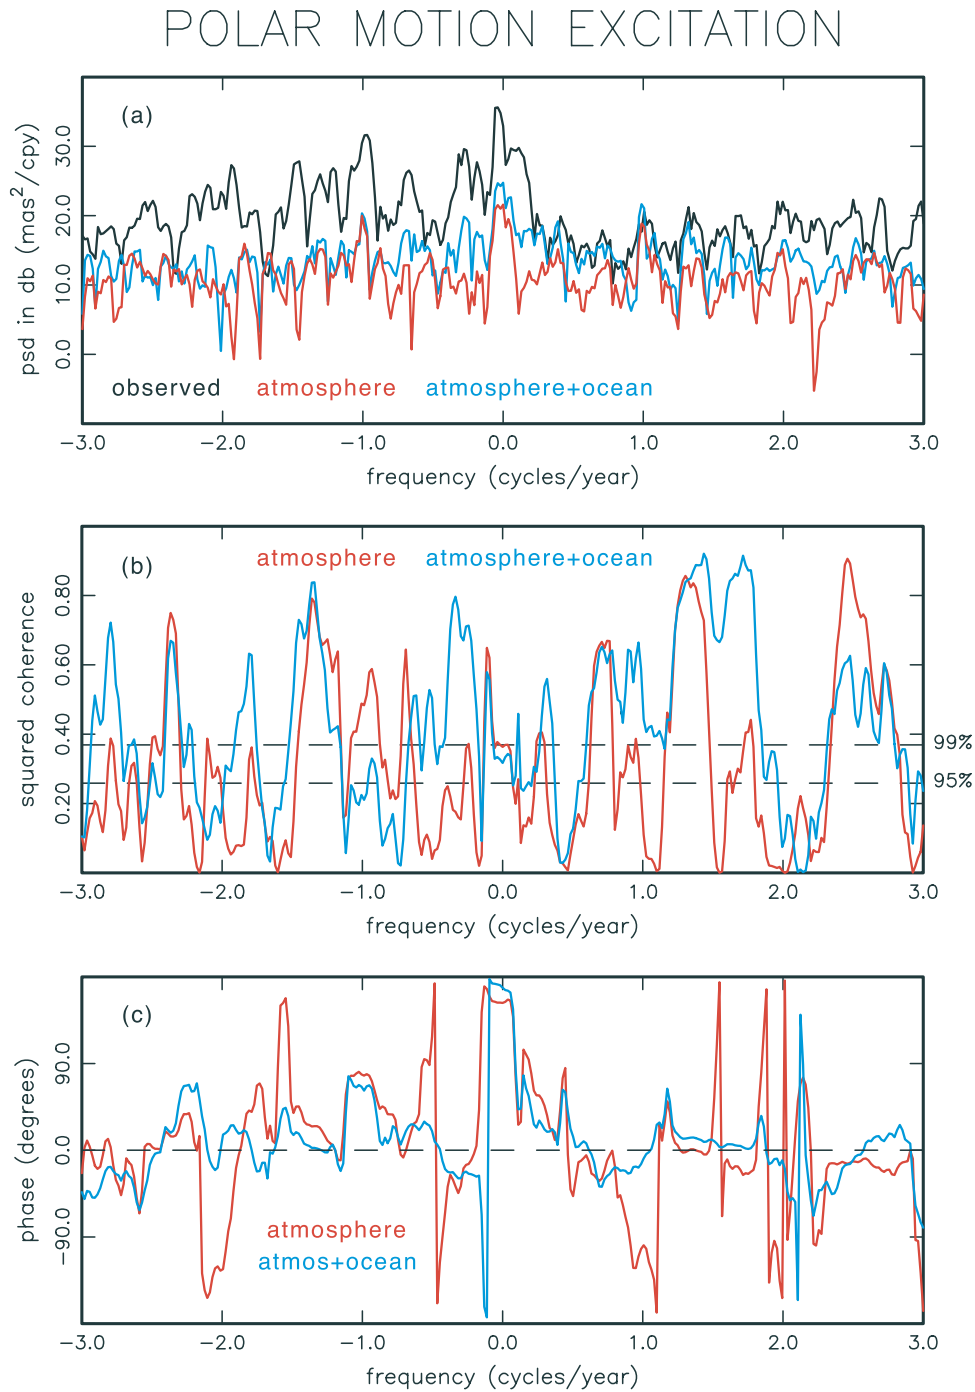 POLAR MOTION EXCITATION
(a)
psd in db (mas²/cpy)
30.0
20.0
10.0
0.0
observed atmosphere atmosphere+ocean
−3.0 −2.0 −1.0 0.0 1.0 2.0 3.0
frequency (cycles/year)
(b)
atmosphere atmosphere+ocean
squared coherence
0.80
0.60
0.40
0.20
99%
95%
−3.0 −2.0 −1.0 0.0 1.0 2.0 3.0
frequency (cycles/year)
(c)
phase (degrees)
90.0
0.0
−90.0
atmosphere
atmos+ocean
−3.0 −2.0 −1.0 0.0 1.0 2.0 3.0
frequency (cycles/year)